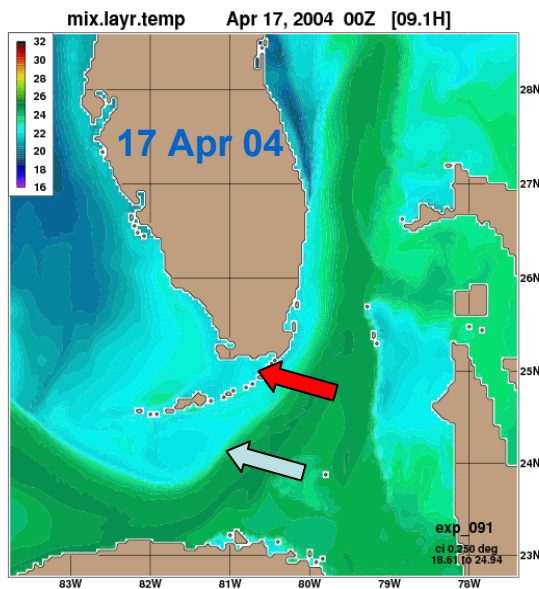 mix.layr.temp Apr 17, 2004 00Z [09.1H]
32
30
28
26
24
22
20
18
16
17 Apr 04
28N
27N
26N
25N
24N
23N
exp_091
ci 0.250 deg
18.61 to 24.94
83W 82W 81W 80W 79W 78W